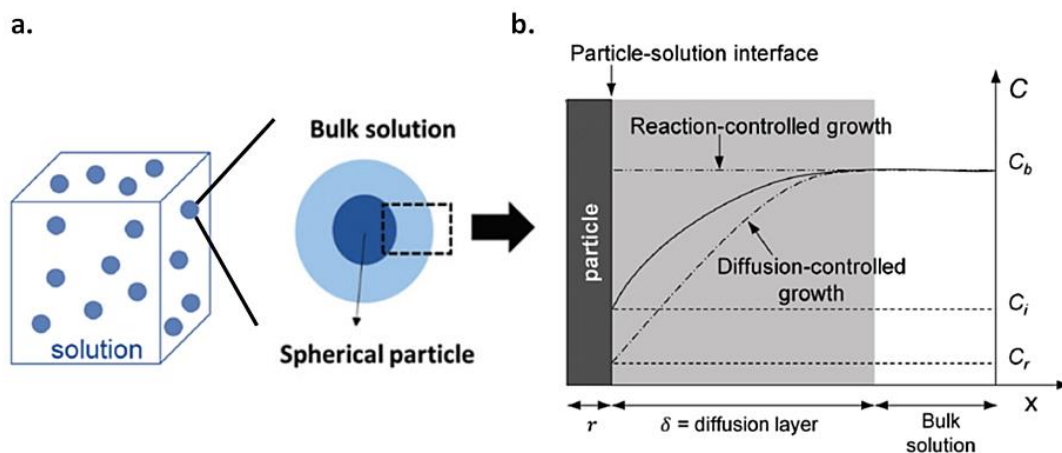 a.
b.
Particle-solution interface
C
Bulk solution
Reaction-controlled growth
C_b
particle
Diffusion-controlled
growth
C_i
solution
Spherical particle
C_r
x
r
δ = diffusion layer
Bulk
solution